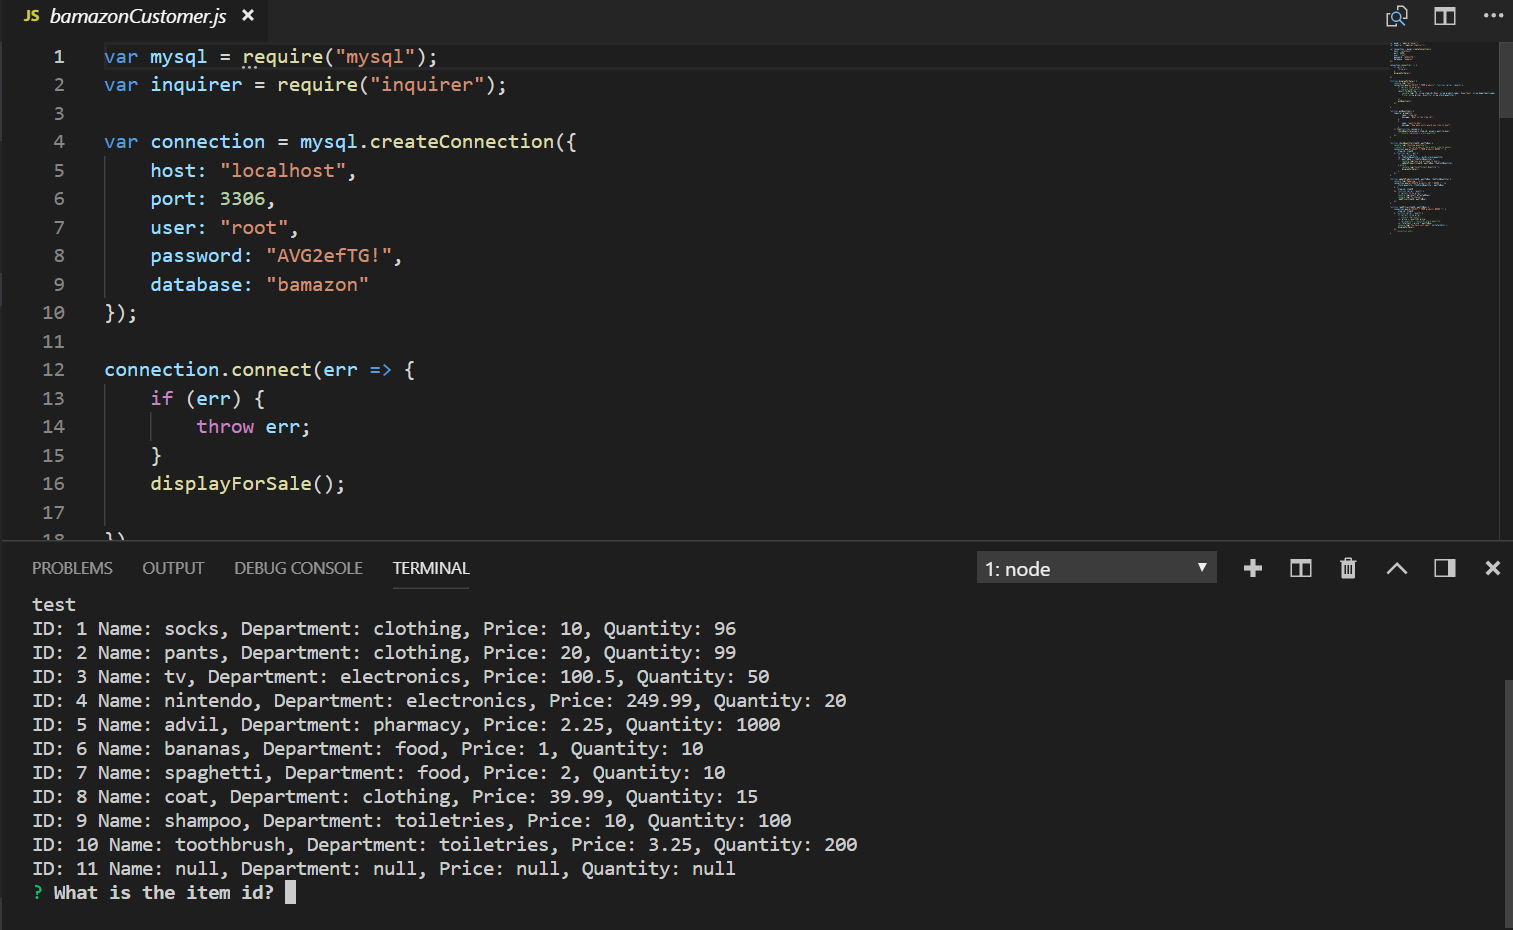 JS bamazonCustomer.js ×
1 var mysql = require("mysql");
2 var inquirer = require("inquirer");
3
4 var connection = mysql.createConnection({
5     host: "localhost",
6     port: 3306,
7     user: "root",
8     password: "AVG2efTG!",
9     database: "bamazon"
10 });
11
12 connection.connect(err => {
13     if (err) {
14         throw err;
15     }
16     displayForSale();
17
18 })
PROBLEMS OUTPUT DEBUG CONSOLE TERMINAL 1: node
test
ID: 1 Name: socks, Department: clothing, Price: 10, Quantity: 96
ID: 2 Name: pants, Department: clothing, Price: 20, Quantity: 99
ID: 3 Name: tv, Department: electronics, Price: 100.5, Quantity: 50
ID: 4 Name: nintendo, Department: electronics, Price: 249.99, Quantity: 20
ID: 5 Name: advil, Department: pharmacy, Price: 2.25, Quantity: 1000
ID: 6 Name: bananas, Department: food, Price: 1, Quantity: 10
ID: 7 Name: spaghetti, Department: food, Price: 2, Quantity: 10
ID: 8 Name: coat, Department: clothing, Price: 39.99, Quantity: 15
ID: 9 Name: shampoo, Department: toiletries, Price: 10, Quantity: 100
ID: 10 Name: toothbrush, Department: toiletries, Price: 3.25, Quantity: 200
ID: 11 Name: null, Department: null, Price: null, Quantity: null
? What is the item id?